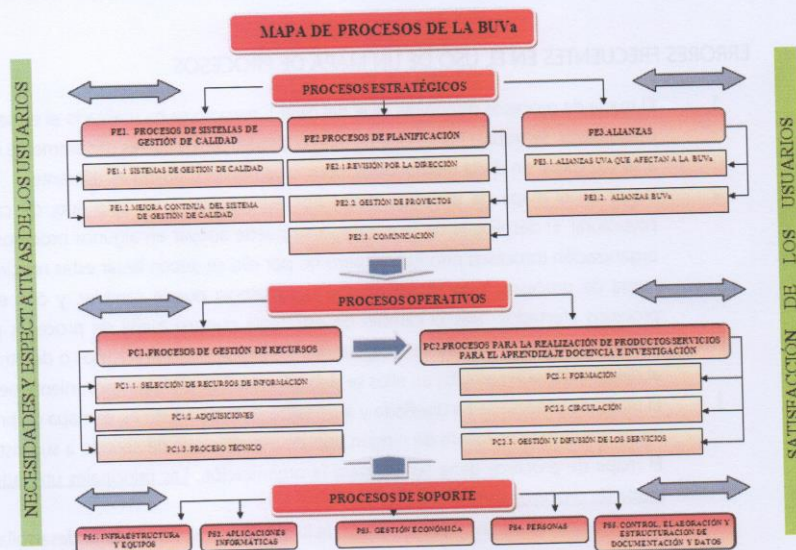 MAPA DE PROCESOS DE LA BUVa
PROCESOS ESTRATÉGICOS
PE1. PROCESOS DE SISTEMAS DE
GESTIÓN DE CALIDAD
PE1.1 SISTEMAS DE GESTION DE CALIDAD
PE1.2 MEJORA CONTINUA DEL SISTEMA
DE GESTIÓN DE CALIDAD
PE2.PROCESOS DE PLANIFICACIÓN
PE2.1 REVISIÓN POR LA DIRECCIÓN
PE2.2. GESTIÓN DE PROYECTOS
PE2.3. COMUNICACIÓN
PE3.ALIANZAS
PE3.1 ALIANZAS UVA QUE AFECTAN A LA BUVa
PE3.2. ALIANZAS BUVa
PROCESOS OPERATIVOS
PC1.PROCESOS DE GESTIÓN DE RECURSOS
PC1.1. SELECCIÓN DE RECURSOS DE INFORMACIÓN
PC1.2. ADQUISICIONES
PC1.3. PROCESO TÉCNICO
PC2.PROCESOS PARA LA REALIZACIÓN DE PRODUCTOS/SERVICIOS
PARA EL APRENDIZAJE DOCENCIA E INVESTIGACIÓN
PC2.1. FORMACIÓN
PC2.2. CIRCULACIÓN
PC2.3. GESTIÓN Y DIFUSIÓN DE LOS SERVICIOS
PROCESOS DE SOPORTE
PS1. INFRAESTRUCTURA
Y EQUIPOS
PS2. APLICACIONES
INFORMÁTICAS
PS3. GESTIÓN ECONÓMICA
PS4. PERSONAS
PS5. CONTROL, ELABORACIÓN Y
ESTRUCTURACIÓN DE
DOCUMENTACIÓN Y DATOS
NECESIDADES Y ESPECTATIVAS DE LOS USUARIOS
SATISFACCIÓN DE LOS USUARIOS